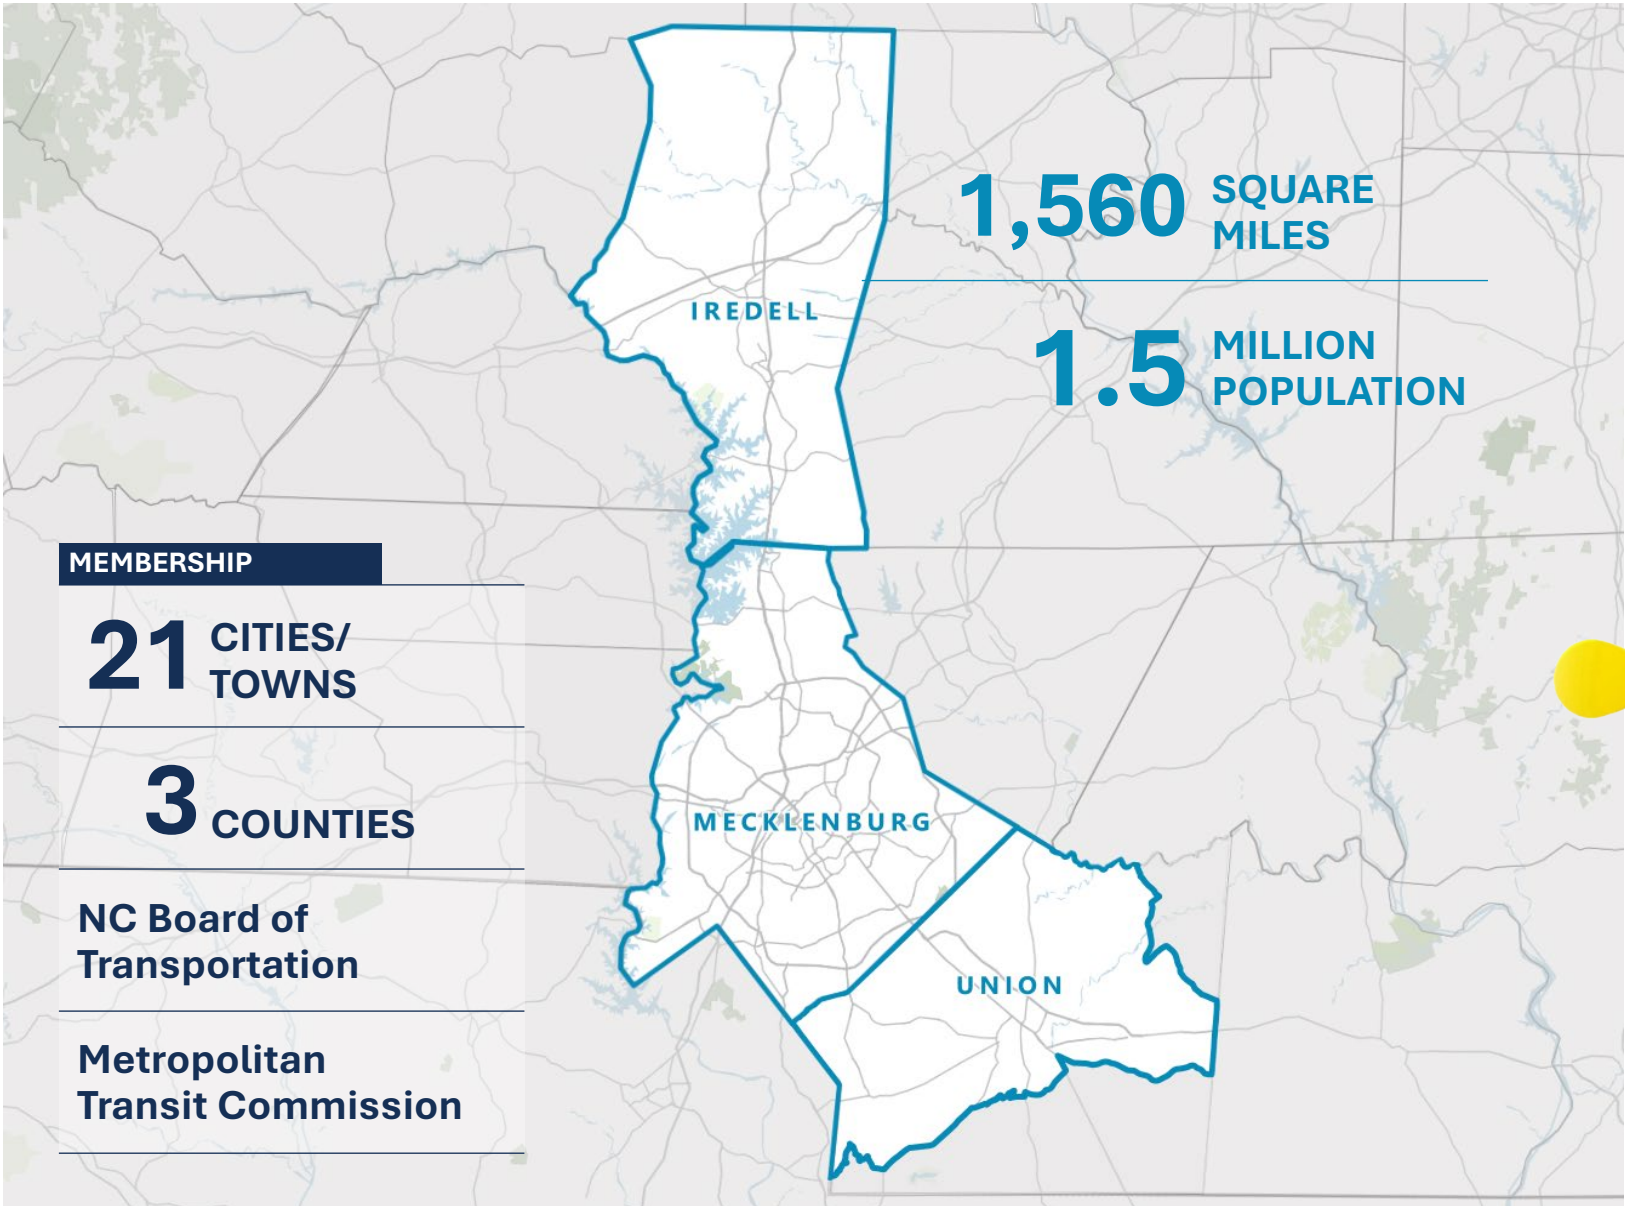 IREDELL
MECKLENBURG
UNION
1,560 SQUARE
MILES
1.5 MILLION
POPULATION
MEMBERSHIP
21 CITIES/
TOWNS
3 COUNTIES
NC Board of
Transportation
Metropolitan
Transit Commission